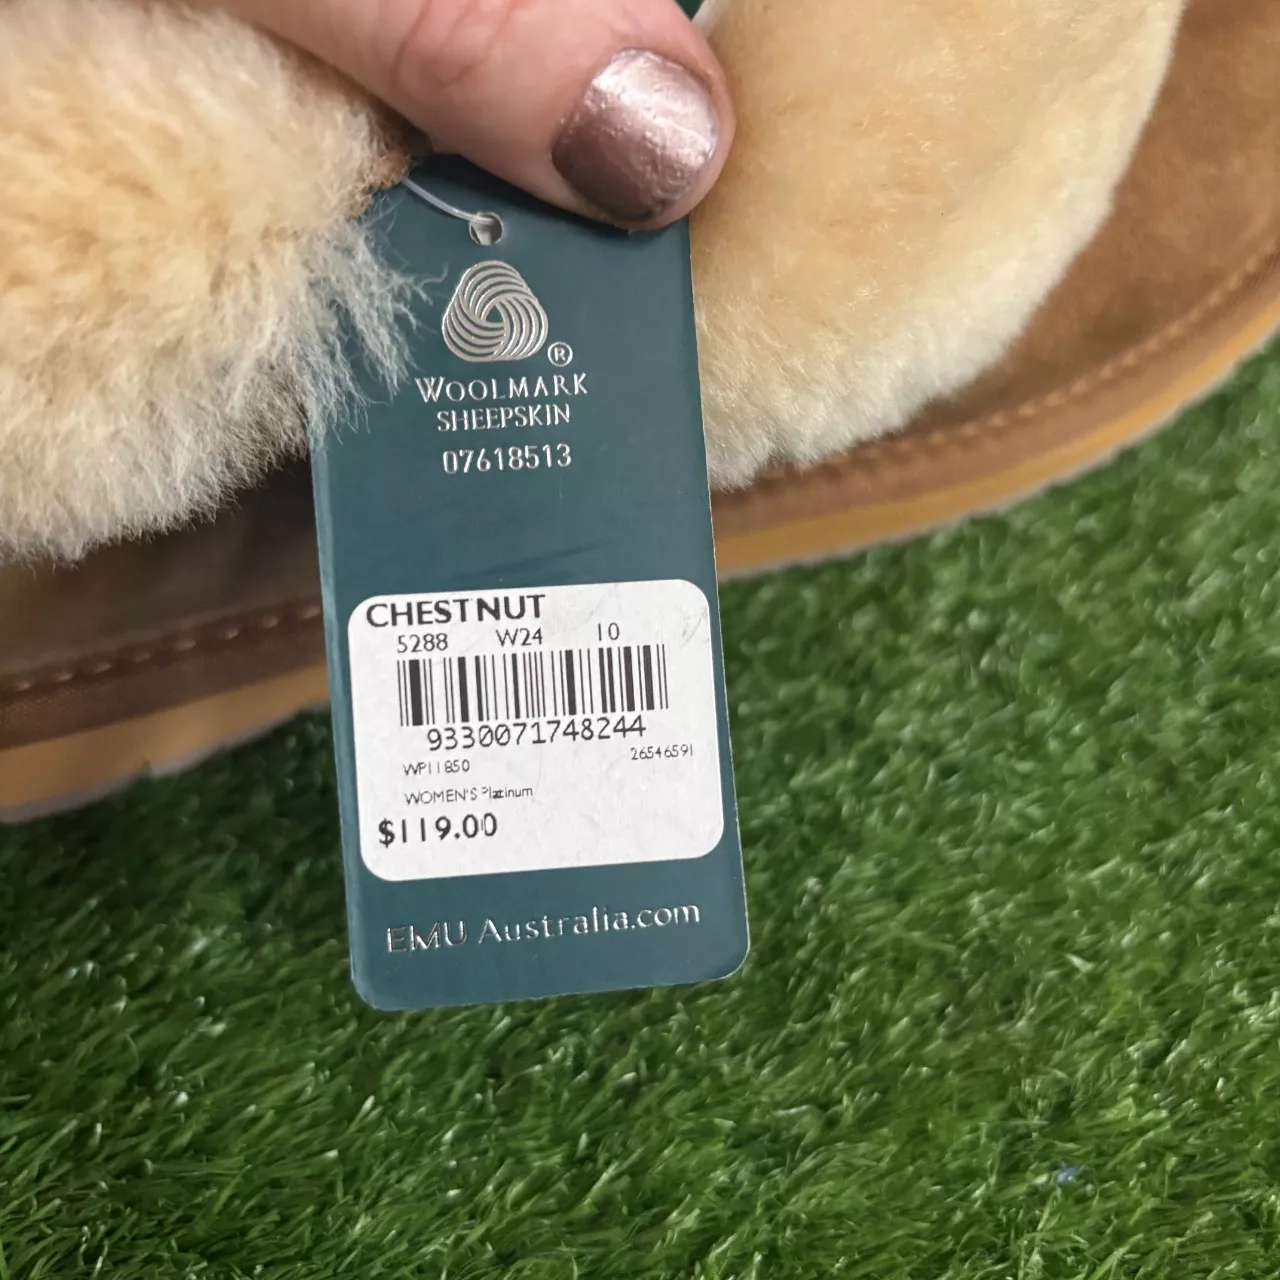 ®
WOOLMARK
SHEEPSKIN
07618513
CHESTNUT
5288 W24 10
9330071748244
WP11850 26546591
WOMEN'S Platinum
$119.00
EMU Australia.com